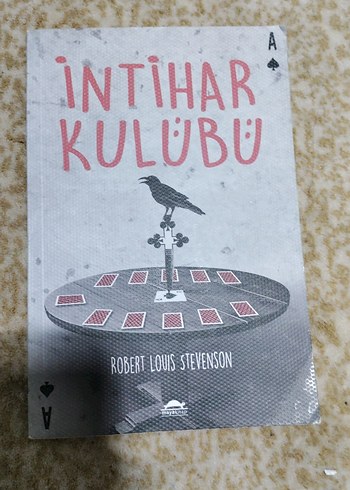 A
İNTİHAR
KULÜBÜ
ROBERT LOUIS STEVENSON
A